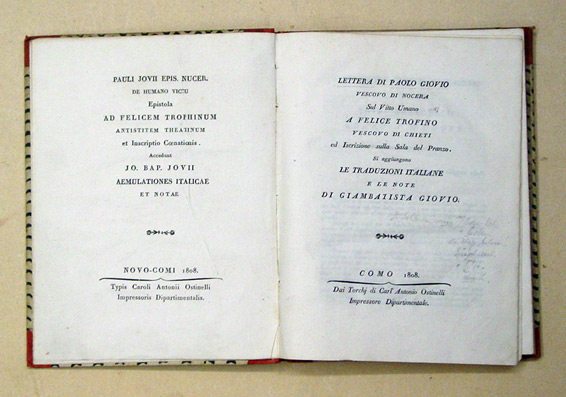 PAULI JOVII EPIS. NUCER.
DE HUMANO VICTU
Epistola
AD FELICEM TROPHINUM
ANTISTITEM THEATINUM
et Inscriptio Coenationis.
Accedunt
JO. BAP. JOVII
AEMULATIONES ITALICAE
ET NOTAE
NOVO-COMI 1808.
Typis Caroli Antonii Ostinelli
Impressoris Dipartimentalis.
LETTERA DI PAOLO GIOVIO
VESCOVO DI NOCERA
Sul Vitto Umano
A FELICE TROFINO
VESCOVO DI CHIETI
ed Iscrizione sulla Sala del Pranzo.
Si aggiungono
LE TRADUZIONI ITALIANE
E LE NOTE
DI GIAMBATISTA GIOVIO.
COMO 1808.
Dai Torchj di Carl'Antonio Ostinelli
Impressore Dipartimentale.